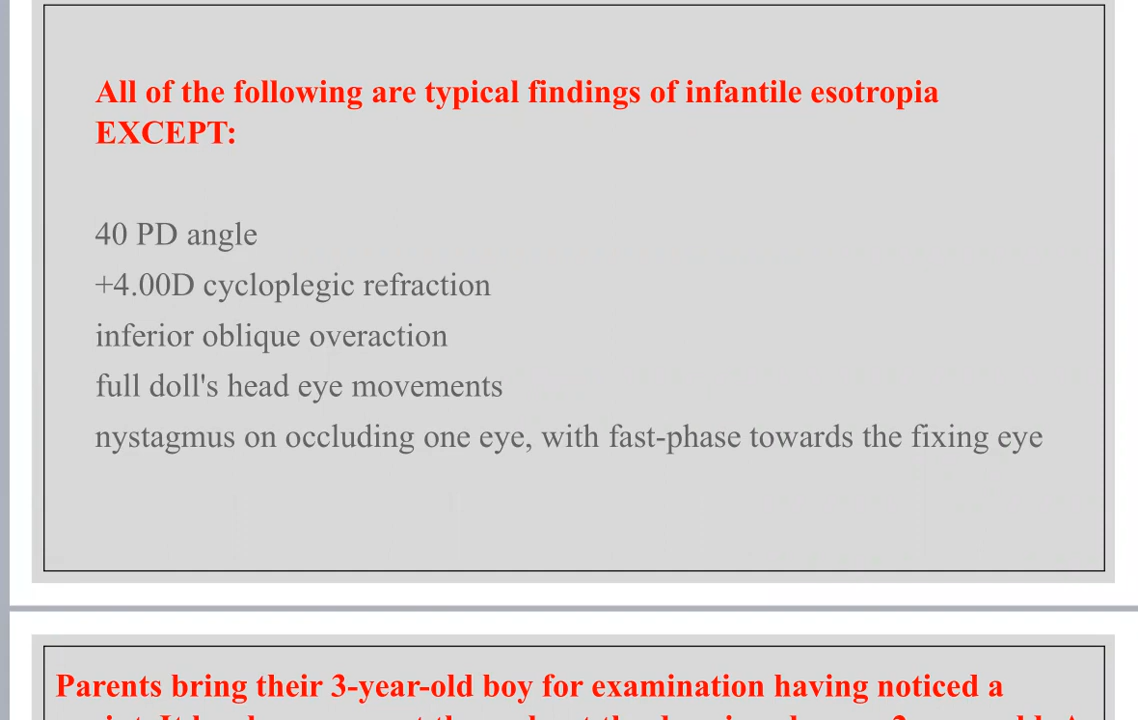 All of the following are typical findings of infantile esotropia
EXCEPT:
40 PD angle
+4.00D cycloplegic refraction
inferior oblique overaction
full doll's head eye movements
nystagmus on occluding one eye, with fast-phase towards the fixing eye
Parents bring their 3-year-old boy for examination having noticed a